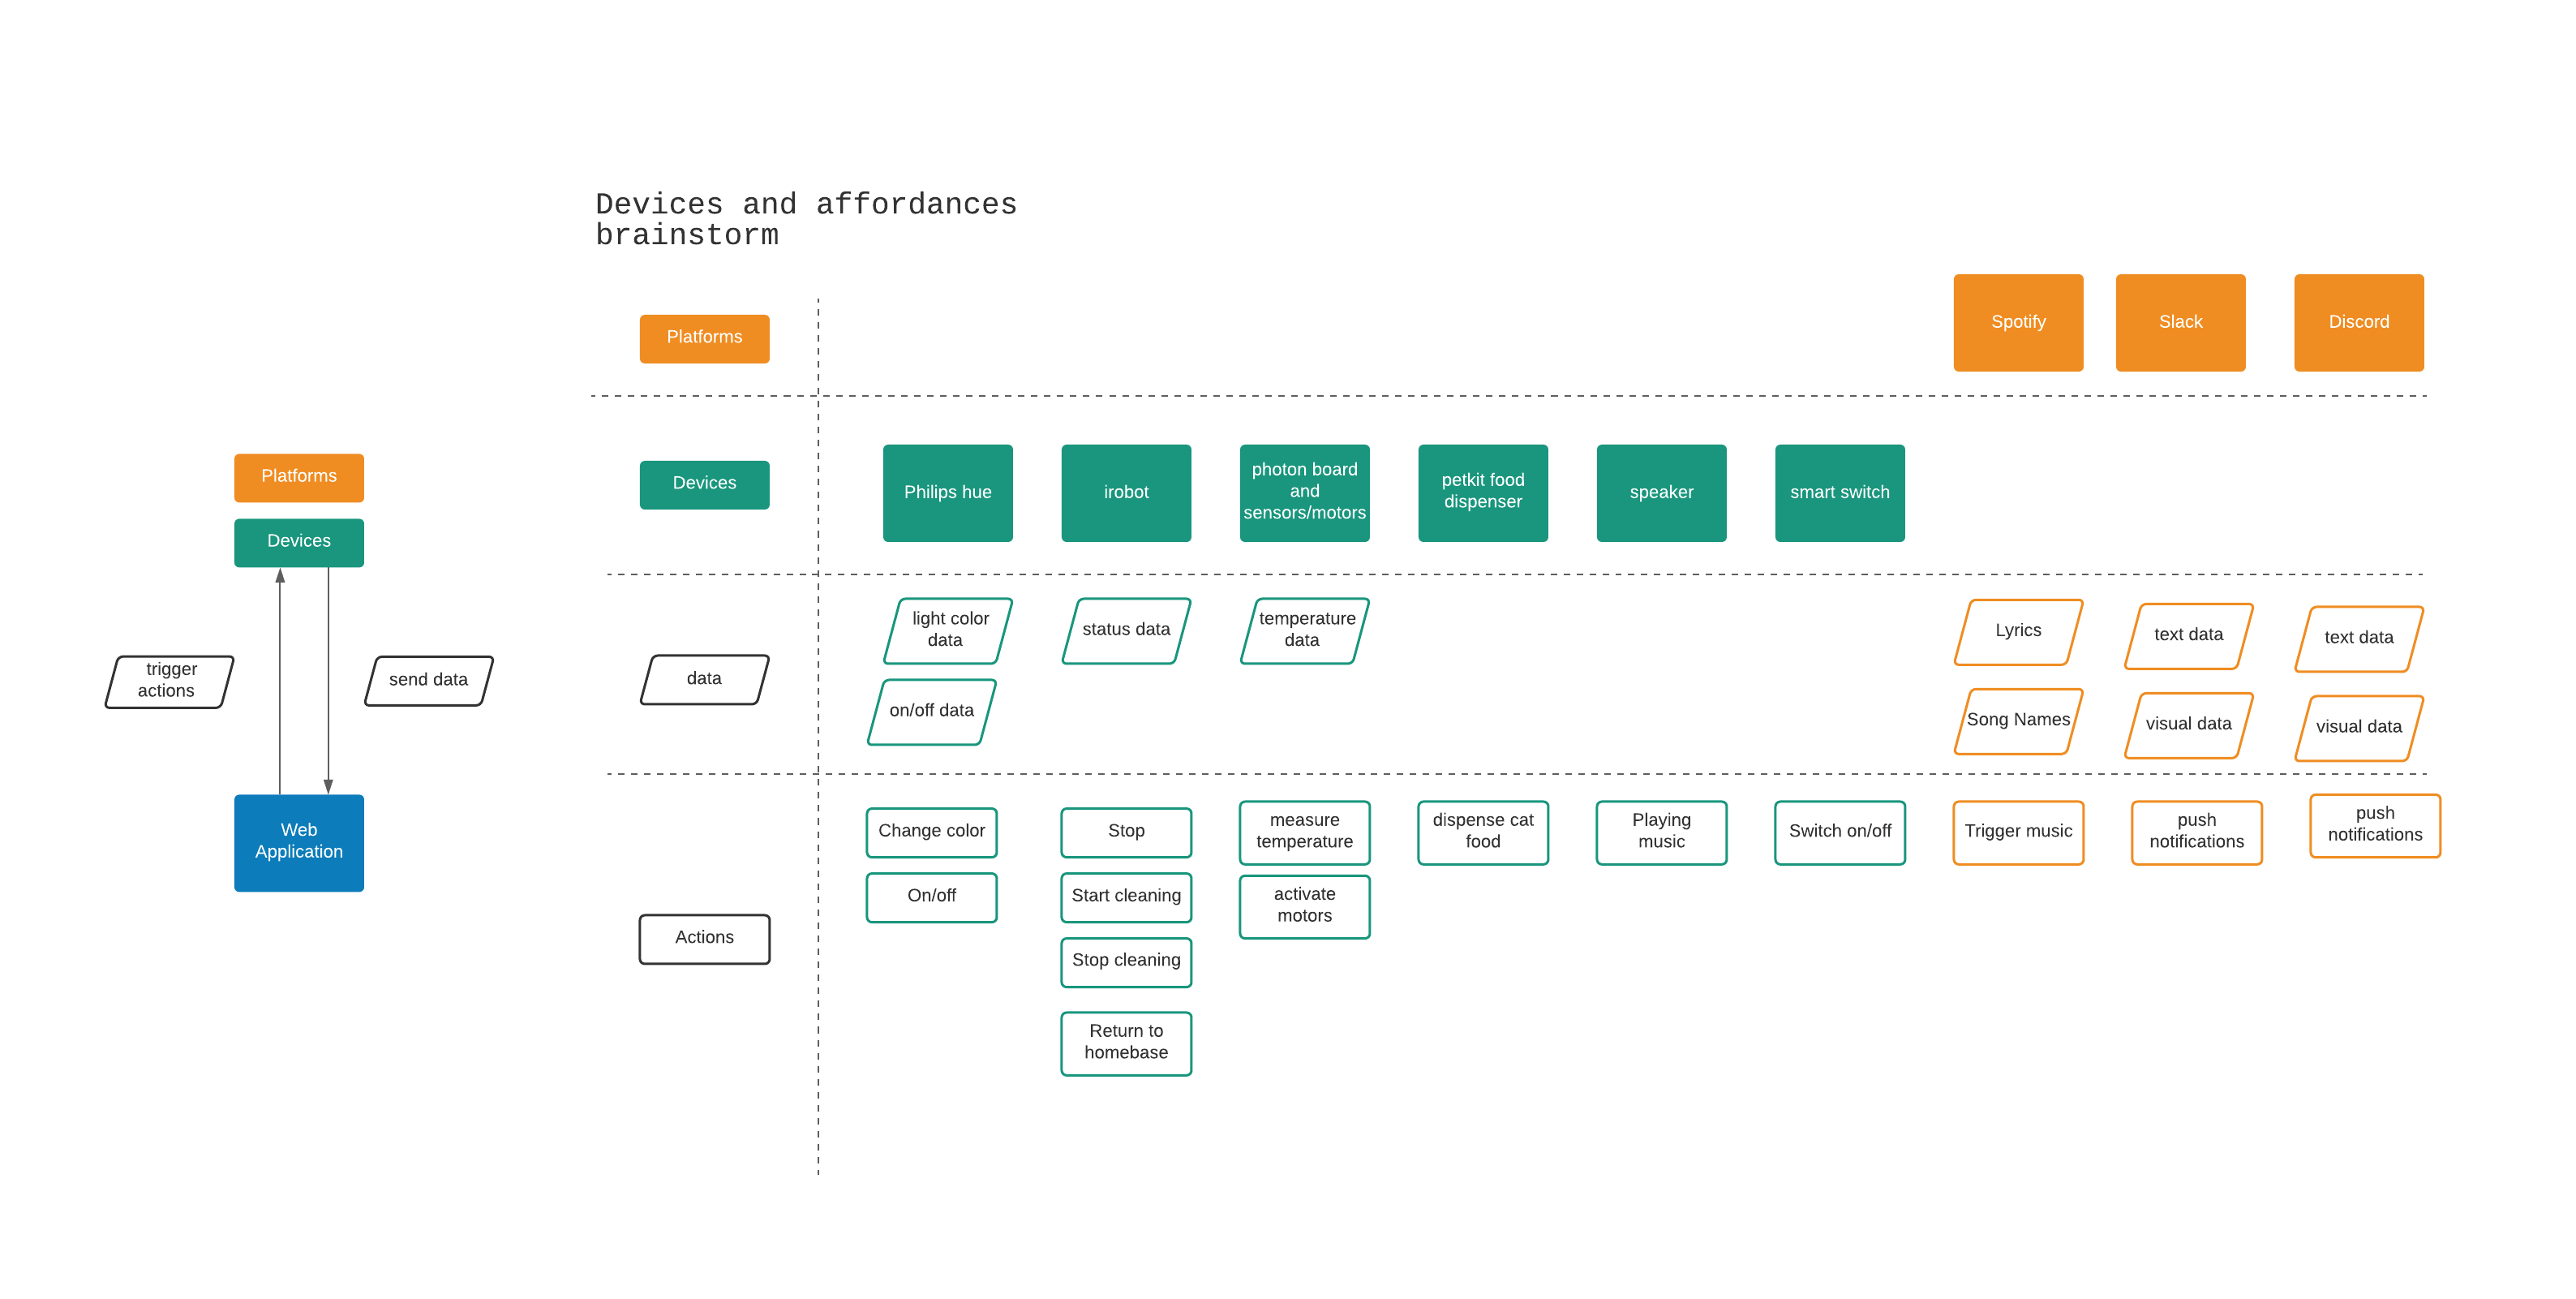 Devices and affordances
brainstorm
Platforms
Spotify
Slack
Discord
Platforms
Devices
trigger
actions
send data
Web
Application
Devices
Philips hue
irobot
photon board
and
sensors/motors
petkit food
dispenser
speaker
smart switch
data
light color
data
status data
temperature
data
Lyrics
text data
text data
on/off data
Song Names
visual data
visual data
Actions
Change color
Stop
measure
temperature
dispense cat
food
Playing
music
Switch on/off
Trigger music
push
notifications
push
notifications
On/off
Start cleaning
activate
motors
Stop cleaning
Return to
homebase